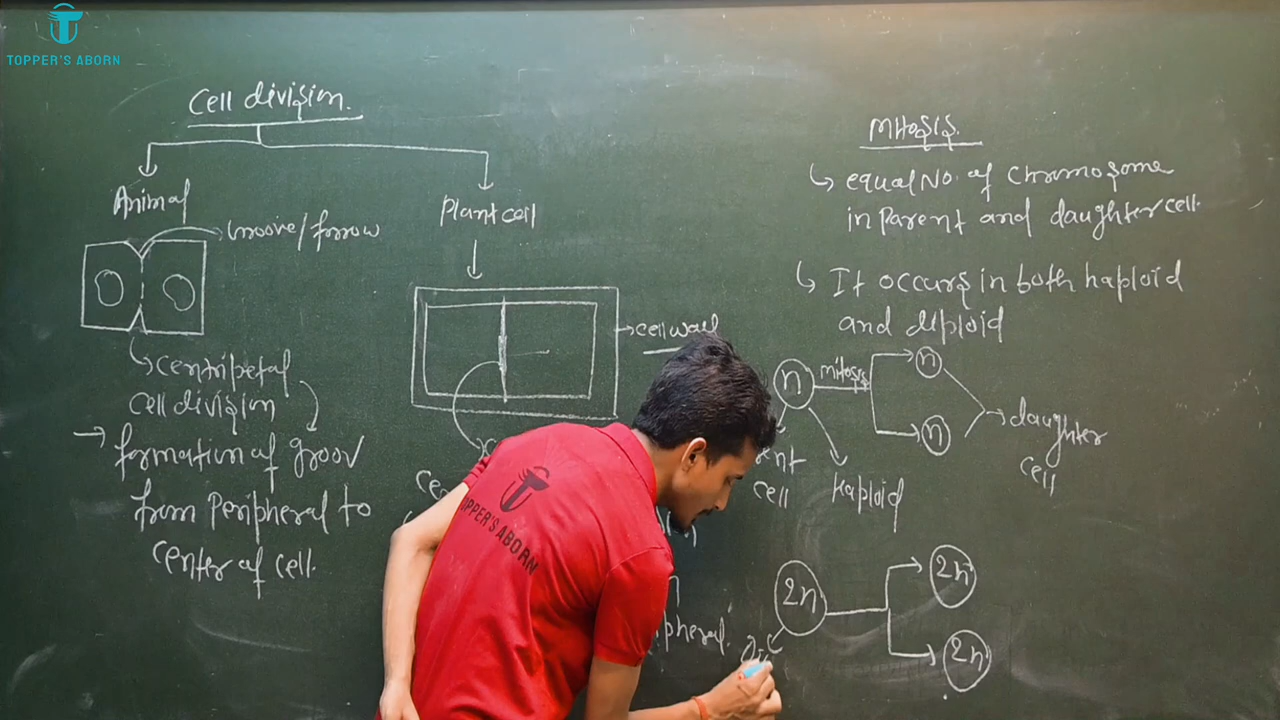 TOPPER'S ABORN
Cell division.
Animal
Plant cell
Groove/forrow
cell wall
centripetal
cell division
formation of groov
from Peripheral to
center of cell.
TOPPER'S ABORN
pheral.
Mitosis.
equal No. of Chromosome
in Parent and daughter cell.
It occurs in both haploid
and diploid
n
mitosis
n
n
daughter
cell
cell
Haploid
2n
2n
2n